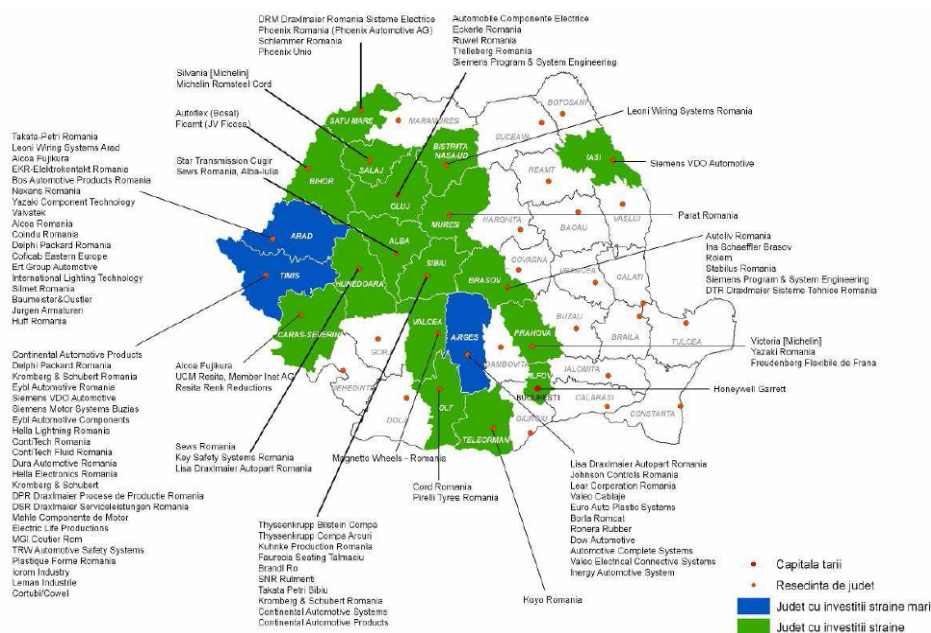 DRM Draxlmaier Romania Sisteme Electrice
Phoenix Romania (Phoenix Automotive AG)
Schlemmer Romania
Phoenix Unio
Automobile Componente Electrice
Eckerle Romania
Ruwel Romania
Trelleborg Romania
Siemens Program & System Engineering
Silvania [Michelin]
Michelin Romsteel Cord
Autoflex (Bosal)
Ficamt (JV Ficosa)
Star Transmission Cugir
Sews Romania, Alba-Iulia
Leoni Wiring Systems Romania
Siemens VDO Automotive
Parat Romania
Takata-Petri Romania
Leoni Wiring Systems Arad
Alcoa Fujikura
EKR-Elektrokontakt Romania
Bos Automotive Products Romania
Nexans Romania
Yazaki Component Technology
Valvatek
Alcoa Romania
Coindu Romania
Delphi Packard Romania
Coficab Eastern Europe
Ert Group Automotive
International Lighting Technology
Silmet Romania
Baumeister&Oustler
Jurgen Armaturen
Huff Romania
Autoliv Romania
Ina Schaeffler Brasov
Rolem
Stabilus Romania
Siemens Program & System Engineering
DTR Draxlmaier Sisteme Tehnice Romania
Victoria [Michelin]
Yazaki Romania
Freudenberg Flexibile de Frana
Honeywell Garrett
Continental Automotive Products
Delphi Packard Romania
Kromberg & Schubert Romania
Eybl Automotive Romania
Siemens VDO Automotive
Siemens Motor Systems Buzias
Eybl Automotive Components
Hella Lightning Romania
ContiTech Romania
ContiTech Fluid Romania
Dura Automotive Romania
Hella Electronics Romania
Kromberg & Schubert
DPR Draxlmaier Procese de Productie Romania
DSR Draxlmaier Serviceleistungen Romania
Mahle Componente de Motor
Electric Life Productions
MGI Coutier Rom
TRW Automotive Safety Systems
Plastique Forme Romania
Iorom Industry
Leman Industrie
Cortubi/Cowel
Alcoa Fujikura
UCM Resita, Member Inet AG
Resita Renk Reductions
Sews Romania
Key Safety Systems Romania
Lisa Draxlmaier Autopart Romania
Magnetto Wheels - Romania
Cord Romania
Pirelli Tyres Romania
Thyssenkrupp Bilstein Compa
Thyssenkrupp Compa Arcuri
Kuhnke Production Romania
Faurecia Seating Talmaciu
Brandl Ro
SNR Rulmenti
Takata Petri Sibiu
Kromberg & Schubert Romania
Continental Automotive Systems
Continental Automotive Products
Koyo Romania
Lisa Draxlmaier Autopart Romania
Johnson Controls Romania
Lear Corporation Romania
Valeo Cablaje
Euro Auto Plastic Systems
Borla Romcat
Ronera Rubber
Dow Automotive
Automotive Complete Systems
Valeo Electrical Connective Systems
Inergy Automotive System
SATU MARE
MARAMURES
BOTOSANI
SUCEAVA
BISTRITA
NASAUD
IASI
SALAJ
BIHOR
CLUJ
NEAMT
MURES
HARGHITA
BACAU
VASLUI
ARAD
ALBA
TIMIS
HUNEDOARA
SIBIU
BRASOV
COVASNA
VRANCEA
GALATI
CARAS-SEVERIN
GORJ
VALCEA
ARGES
PRAHOVA
BUZAU
BRAILA
TULCEA
DAMBOVITA
MEHEDINTI
ILFOV
BUCURESTI
IALOMITA
CALARASI
CONSTANTA
DOLJ
OLT
TELEORMAN
GIURGIU
Capitala tarii
Resedinta de judet
Judet cu investitii straine mari
Judet cu investitii straine